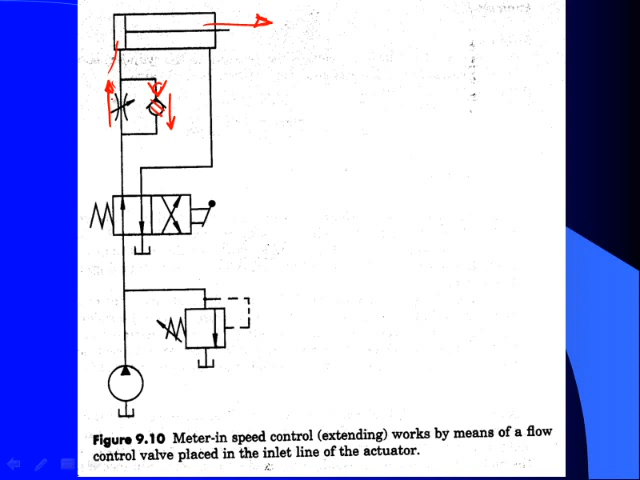 Figure 9.10 Meter-in speed control (extending) works by means of a flow
control valve placed in the inlet line of the actuator.